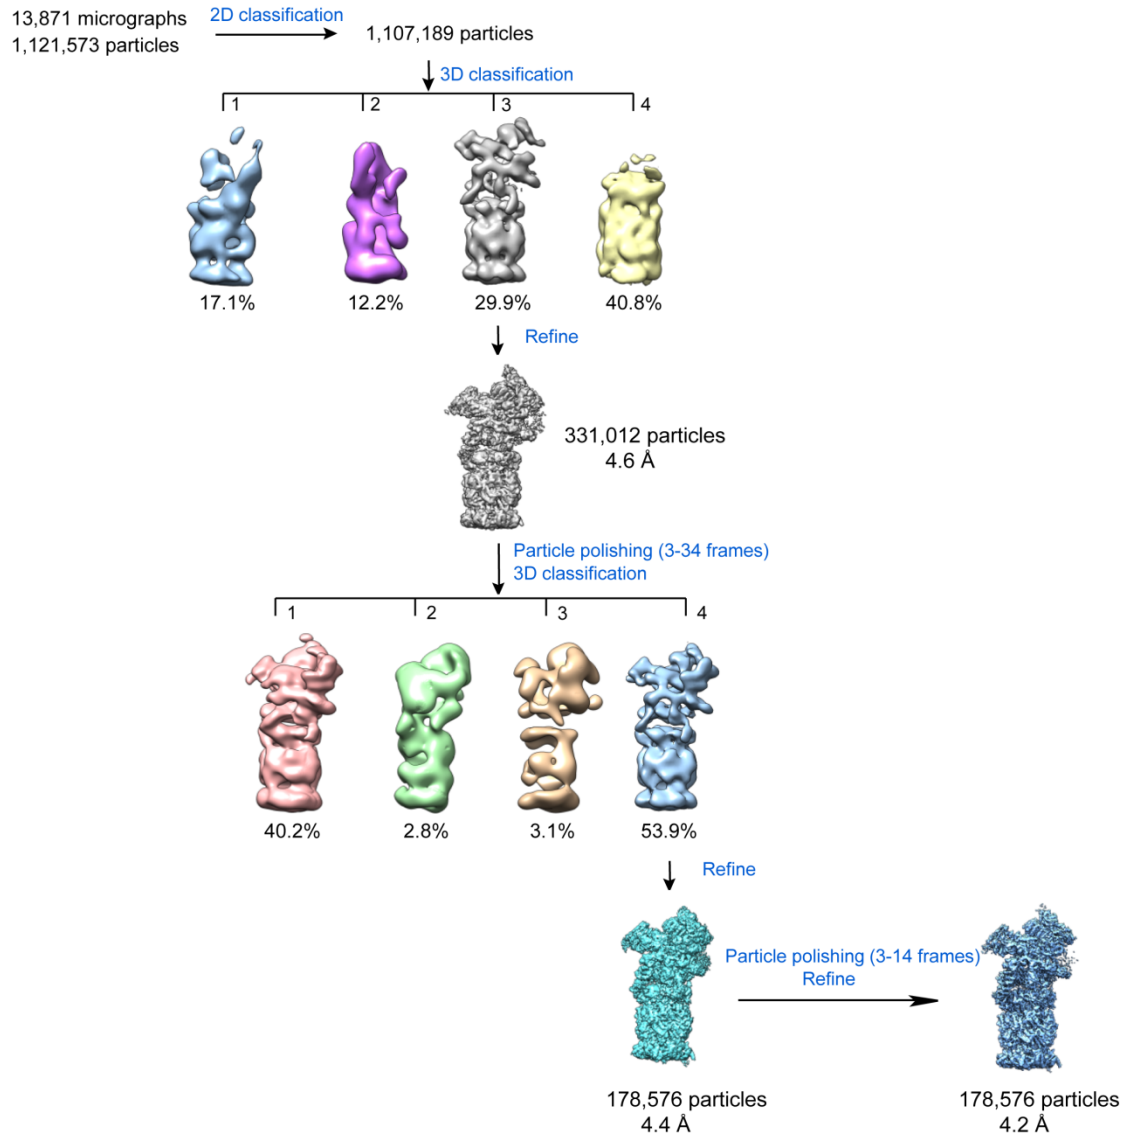 13,871 micrographs
1,121,573 particles
2D classification
1,107,189 particles
3D classification
1
2
3
4
17.1%
12.2%
29.9%
40.8%
Refine
331,012 particles
4.6 Å
Particle polishing (3-34 frames)
3D classification
1
2
3
4
40.2%
2.8%
3.1%
53.9%
Refine
Particle polishing (3-14 frames)
Refine
178,576 particles
4.4 Å
178,576 particles
4.2 Å